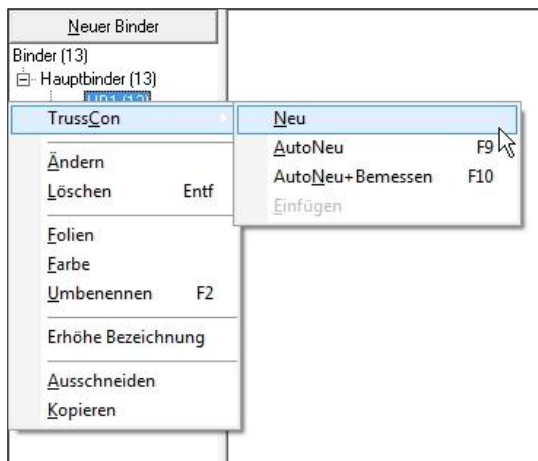 Neuer Binder
Binder (13)
Hauptbinder (13)
TrussCon
Neu
AutoNeu F9
AutoNeu+Bemessen F10
Einfügen
Ändern
Löschen Entf
Folien
Farbe
Umbenennen F2
Erhöhe Bezeichnung
Ausschneiden
Kopieren